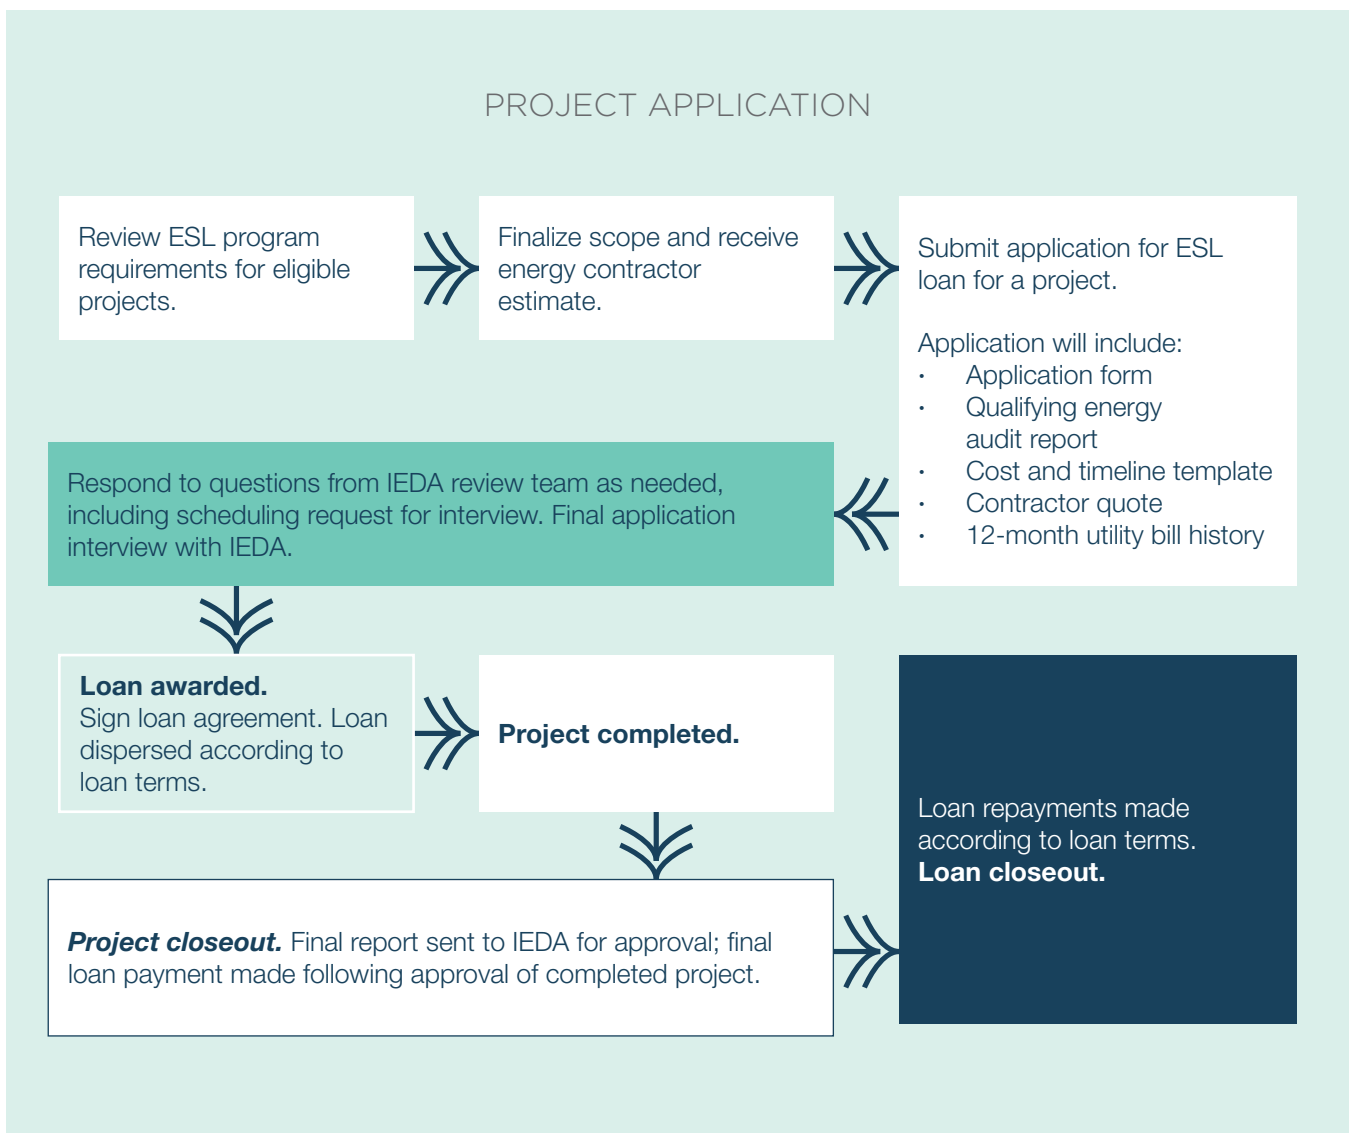 PROJECT APPLICATION
Review ESL program
requirements for eligible
projects.
Finalize scope and receive
energy contractor
estimate.
Submit application for ESL
loan for a project.
Application will include:
· Application form
· Qualifying energy
audit report
· Cost and timeline template
· Contractor quote
· 12-month utility bill history
Respond to questions from IEDA review team as needed,
including scheduling request for interview. Final application
interview with IEDA.
Loan awarded.
Sign loan agreement. Loan
dispersed according to
loan terms.
Project completed.
Project closeout. Final report sent to IEDA for approval; final
loan payment made following approval of completed project.
Loan repayments made
according to loan terms.
Loan closeout.